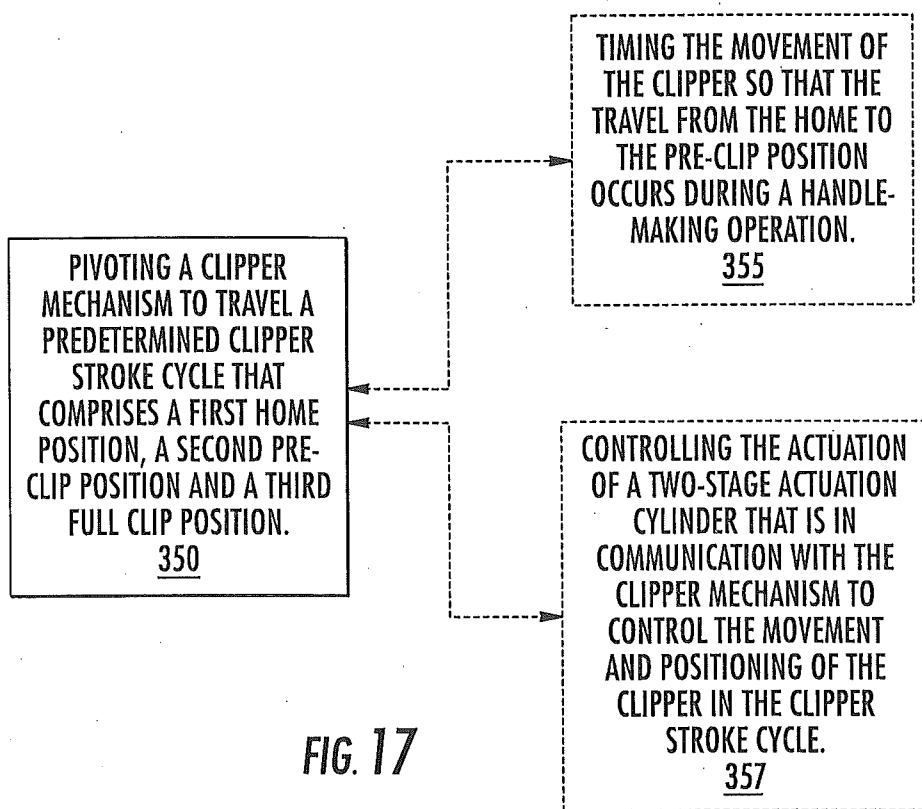 PIVOTING A CLIPPER
MECHANISM TO TRAVEL A
PREDETERMINED CLIPPER
STROKE CYCLE THAT
COMPRISES A FIRST HOME
POSITION, A SECOND PRE-
CLIP POSITION AND A THIRD
FULL CLIP POSITION.
350
TIMING THE MOVEMENT OF
THE CLIPPER SO THAT THE
TRAVEL FROM THE HOME TO
THE PRE-CLIP POSITION
OCCURS DURING A HANDLE-
MAKING OPERATION.
355
CONTROLLING THE ACTUATION
OF A TWO-STAGE ACTUATION
CYLINDER THAT IS IN
COMMUNICATION WITH THE
CLIPPER MECHANISM TO
CONTROL THE MOVEMENT
AND POSITIONING OF THE
CLIPPER IN THE CLIPPER
STROKE CYCLE.
357
FIG. 17